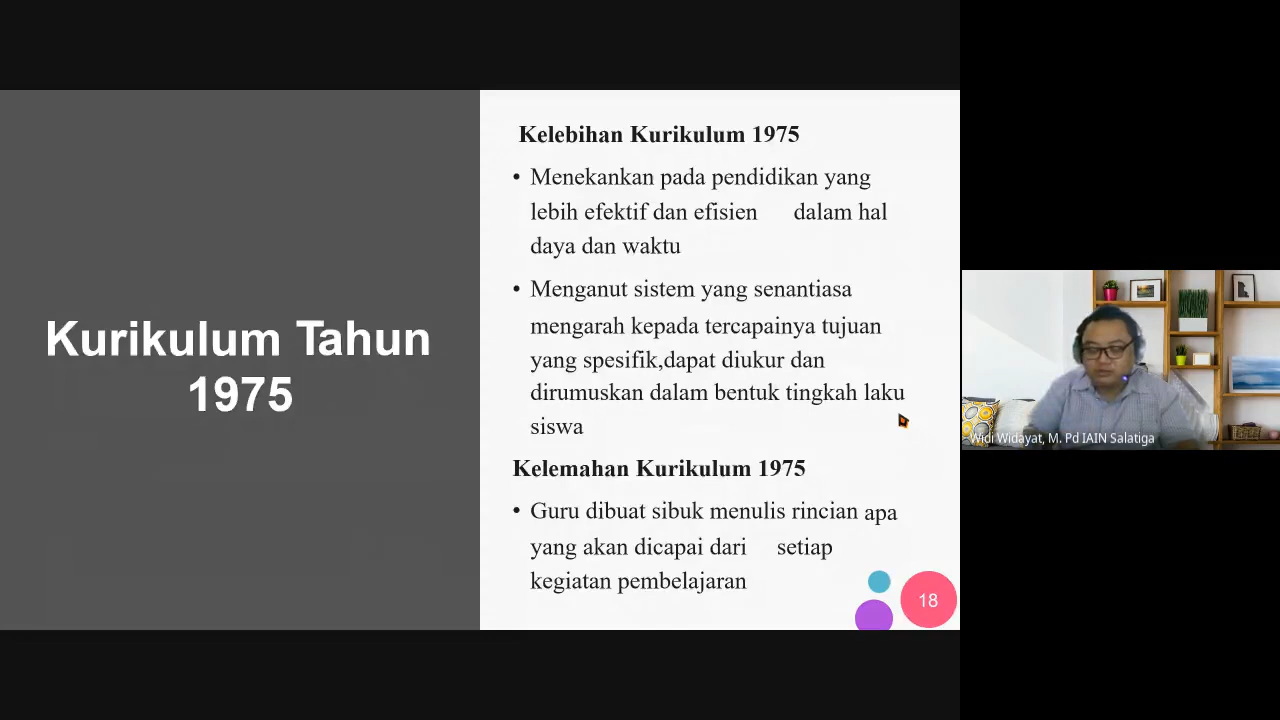 Kurikulum Tahun
1975
Kelebihan Kurikulum 1975
• Menekankan pada pendidikan yang
lebih efektif dan efisien dalam hal
daya dan waktu
• Menganut sistem yang senantiasa
mengarah kepada tercapainya tujuan
yang spesifik,dapat diukur dan
dirumuskan dalam bentuk tingkah laku
siswa
Kelemahan Kurikulum 1975
• Guru dibuat sibuk menulis rincian apa
yang akan dicapai dari setiap
kegiatan pembelajaran
18
Widi Widayat, M. Pd IAIN Salatiga